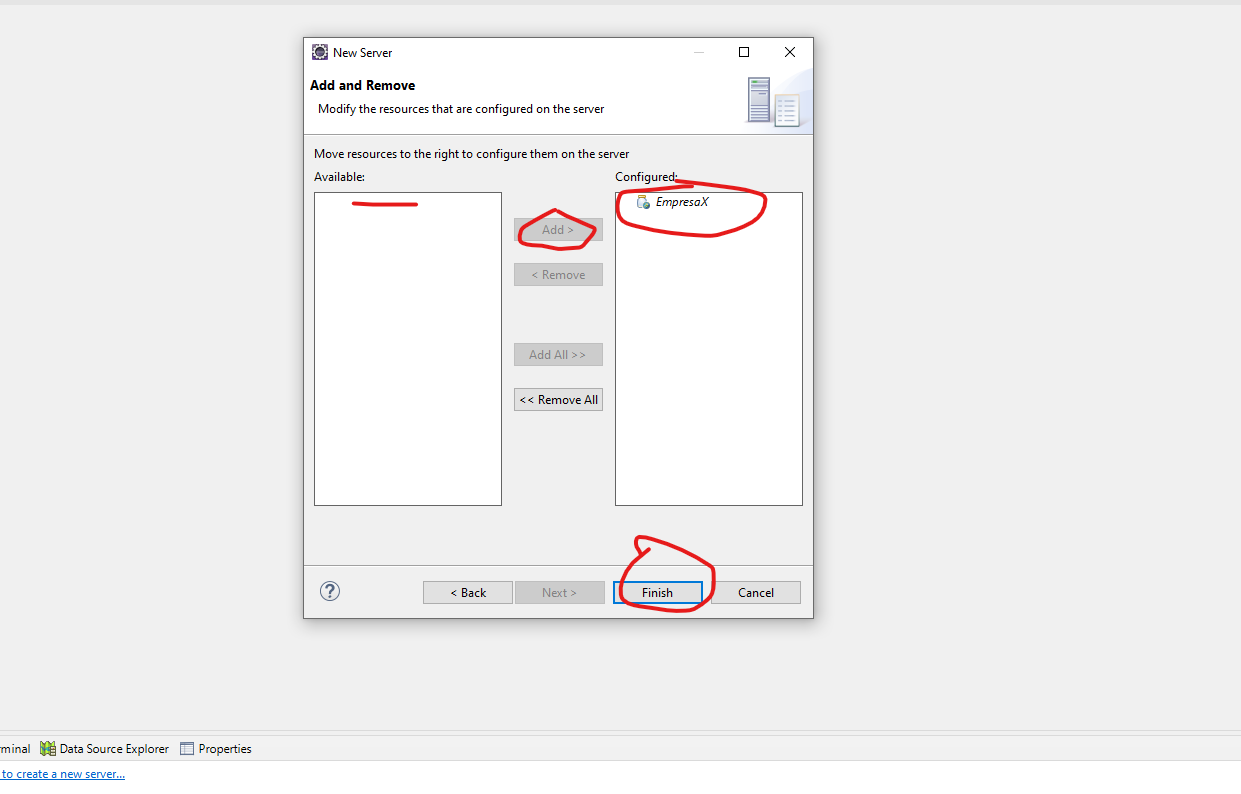 New Server
Add and Remove
Modify the resources that are configured on the server
Move resources to the right to configure them on the server
Available:
Configured:
EmpresaX
Add >
< Remove
Add All >>
<< Remove All
< Back
Next >
Finish
Cancel
rminal
Data Source Explorer
Properties
to create a new server...